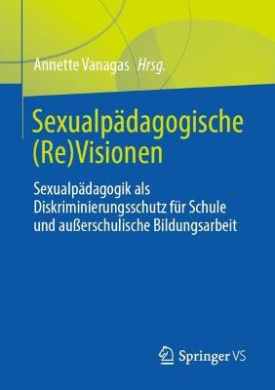 Annette Vanagas Hrsg.
Sexualpädagogische
(Re)Visionen
Sexualpädagogik als
Diskriminierungsschutz für Schule
und außerschulische Bildungsarbeit
Springer VS